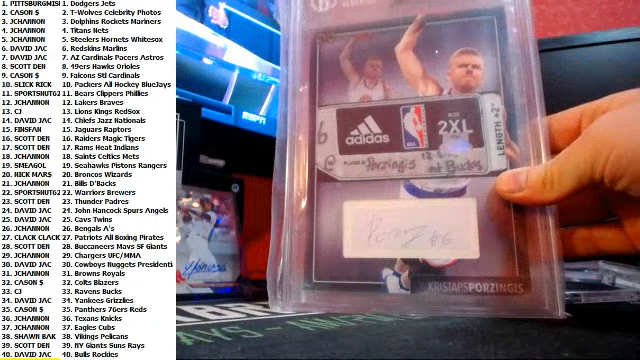 1. PITTSBURGMISI 1. Dodgers Jets
2. CASON $ 2. T-Wolves Celebrity Photos
3. JCHANNON 3. Dolphins Rockets Mariners
4. JCHANNON 4. Titans Nets
5. JCHANNON 5. Steelers Hornets Whitesox
6. DAVID JAC 6. Redskins Marlins
7. DAVID JAC 7. AZ Cardinals Pacers Astros
8. SCOTT DEN 8. 49ers Hawks Orioles
9. CASON $ 9. Falcons Stl Cardinals
10. SLICK RICK 10. Packers All Hockey BlueJays
11. SPORTSNUT62 11. Bears Clippers Phillies
12. JCHANNON 12. Lakers Braves
13. CJ 13. Lions Kings RedSox
14. DAVID JAC 14. Chiefs Jazz Nationals
15. FINSFAN 15. Jaguars Raptors
16. SCOTT DEN 16. Raiders Magic Tigers
17. SCOTT DEN 17. Rams Heat Indians
18. JCHANNON 18. Saints Celtics Mets
19. SMEAGOL 19. Seahawks Pistons Rangers
20. NICK MAR$ 20. Broncos Wizards
21. JCHANNON 21. Bills D'Backs
22. SPORTSNUT62 22. Warriors Brewers
23. SCOTT DEN 23. Thunder Padres
24. DAVID JAC 24. John Hancock Spurs Angels
25. DAVID JAC 25. Cavs Twins
26. JCHANNON 26. Bengals A's
27. CLACK CLACK 27. Patriots All Boxing Pirates
28. SCOTT DEN 28. Buccaneers Mavs SF Giants
29. JCHANNON 29. Chargers UFC/MMA
30. DAVID JAC 30. Cowboys Nuggets Presidenti
31. JCHANNON 31. Browns Royals
32. CASON $ 32. Colts Blazers
33. CJ 33. Ravens Bucks
34. DAVID JAC 34. Yankees Grizzlies
35. CASON $ 35. Panthers 76ers Reds
36. JCHANNON 36. Texans Knicks
37. JCHANNON 37. Eagles Cubs
38. SHAWN BAK 38. Vikings Pelicans
39. SCOTT DEN 39. NY Giants Suns Rays
40. DAVID JAC 40. Bulls Rockies
ESPN
adidas
NBA
SIZE
2XL
LENGTH +2"
6
Porzingis
at Bucks
#6
KRISTAPSPORZINGIS